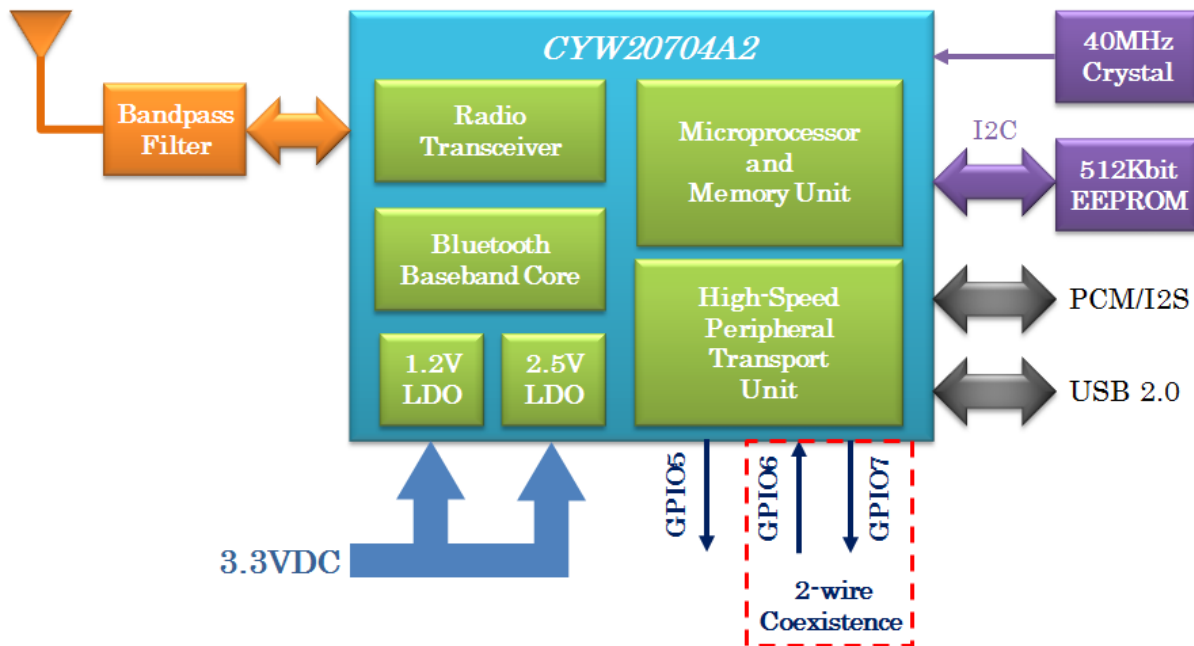 CYW20704A2
40MHz
Crystal
Bandpass
Filter
Radio
Transceiver
Microprocessor
and
Memory Unit
I2C
512Kbit
EEPROM
Bluetooth
Baseband Core
High-Speed
Peripheral
Transport
Unit
PCM/I2S
1.2V
LDO
2.5V
LDO
USB 2.0
GPIO5
GPIO6
GPIO7
3.3VDC
2-wire
Coexistence